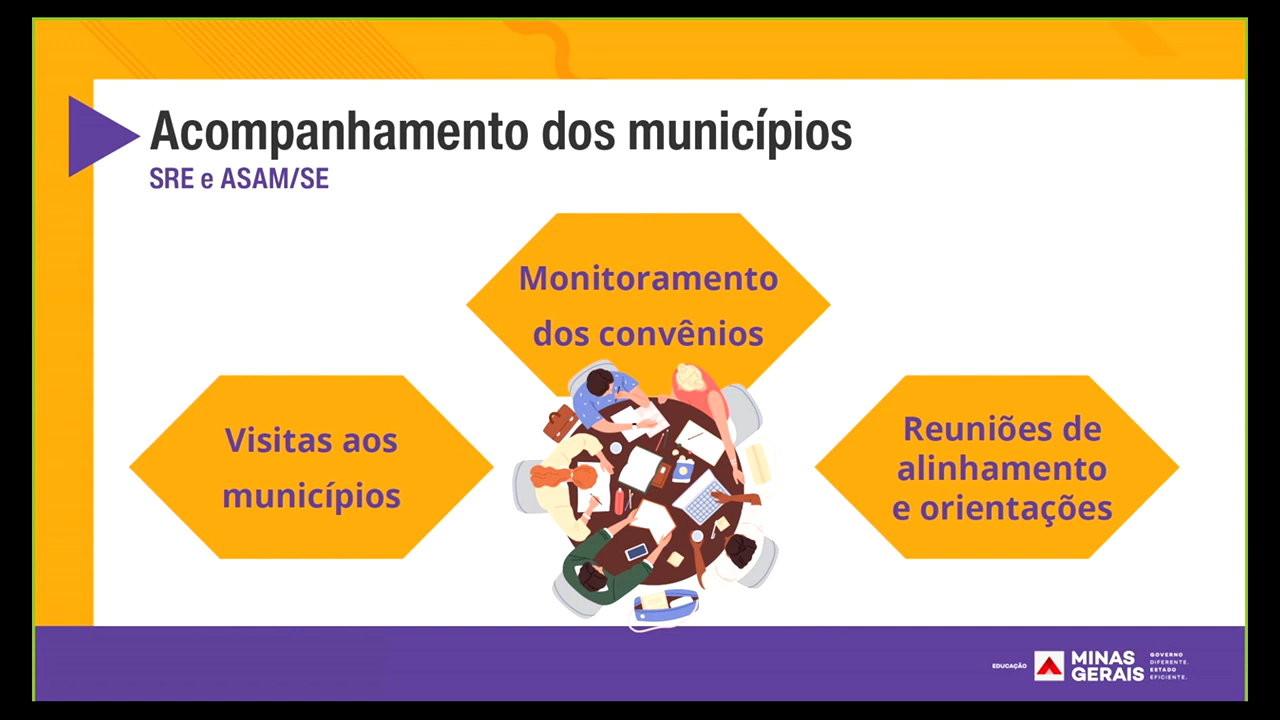 Acompanhamento dos municípios
SRE e ASAM/SE
Monitoramento
dos convênios
Visitas aos
municípios
Reuniões de
alinhamento
e orientações
EDUCAÇÃO
MINAS
GERAIS
GOVERNO
DIFERENTE.
ESTADO
EFICIENTE.